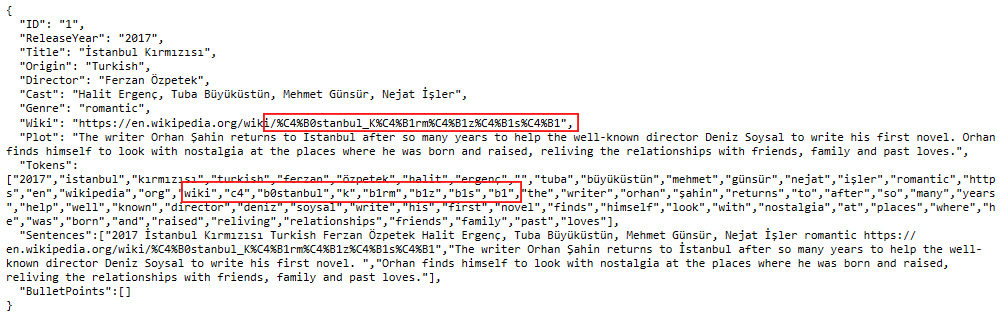 {
"ID": "1",
"ReleaseYear": "2017",
"Title": "İstanbul Kırmızısı",
"Origin": "Turkish",
"Director": "Ferzan Özpetek",
"Cast": "Halit Ergenç, Tuba Büyüküstün, Mehmet Günsür, Nejat İşler",
"Genre": "romantic",
"Wiki": "https://en.wikipedia.org/wiki/%C4%B0stanbul_K%C4%B1rm%C4%B1z%C4%B1s%C4%B1",
"Plot": "The writer Orhan Şahin returns to İstanbul after so many years to help the well-known director Deniz Soysal to write his first novel. Orhan
finds himself to look with nostalgia at the places where he was born and raised, reliving the relationships with friends, family and past loves.",
"Tokens":
["2017","istanbul","kırmızısı","turkish","ferzan","özpetek","halit","ergenç","","tuba","büyüküstün","mehmet","günsür","nejat","işler","romantic","http
s","en","wikipedia","org","wiki","c4","b0stanbul","k","b1rm","b1z","b1s","b1","the","writer","orhan","şahin","returns","to","after","so","many","years
","help","well","known","director","deniz","soysal","write","his","first","novel","finds","himself","look","with","nostalgia","at","places","where","h
e","was","born","and","raised","reliving","relationships","friends","family","past","loves"],
"Sentences":["2017 İstanbul Kırmızısı Turkish Ferzan Özpetek Halit Ergenç, Tuba Büyüküstün, Mehmet Günsür, Nejat İşler romantic https://
en.wikipedia.org/wiki/%C4%B0stanbul_K%C4%B1rm%C4%B1z%C4%B1s%C4%B1","The writer Orhan Şahin returns to İstanbul after so many years to help the well-
known director Deniz Soysal to write his first novel. ","Orhan finds himself to look with nostalgia at the places where he was born and raised,
reliving the relationships with friends, family and past loves."],
"BulletPoints":[]
}